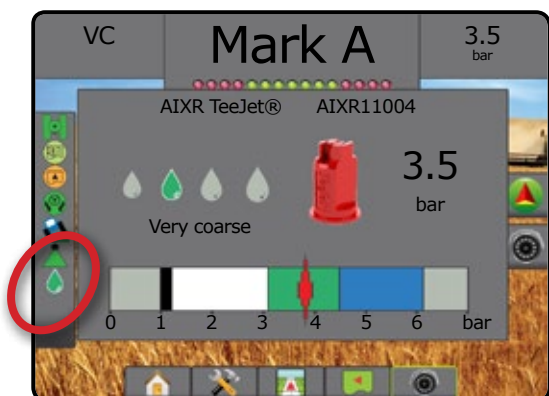 VC
Mark A
3.5
bar
AIXR TeeJet® AIXR11004
3.5
bar
Very coarse
0 1 2 3 4 5 6 bar